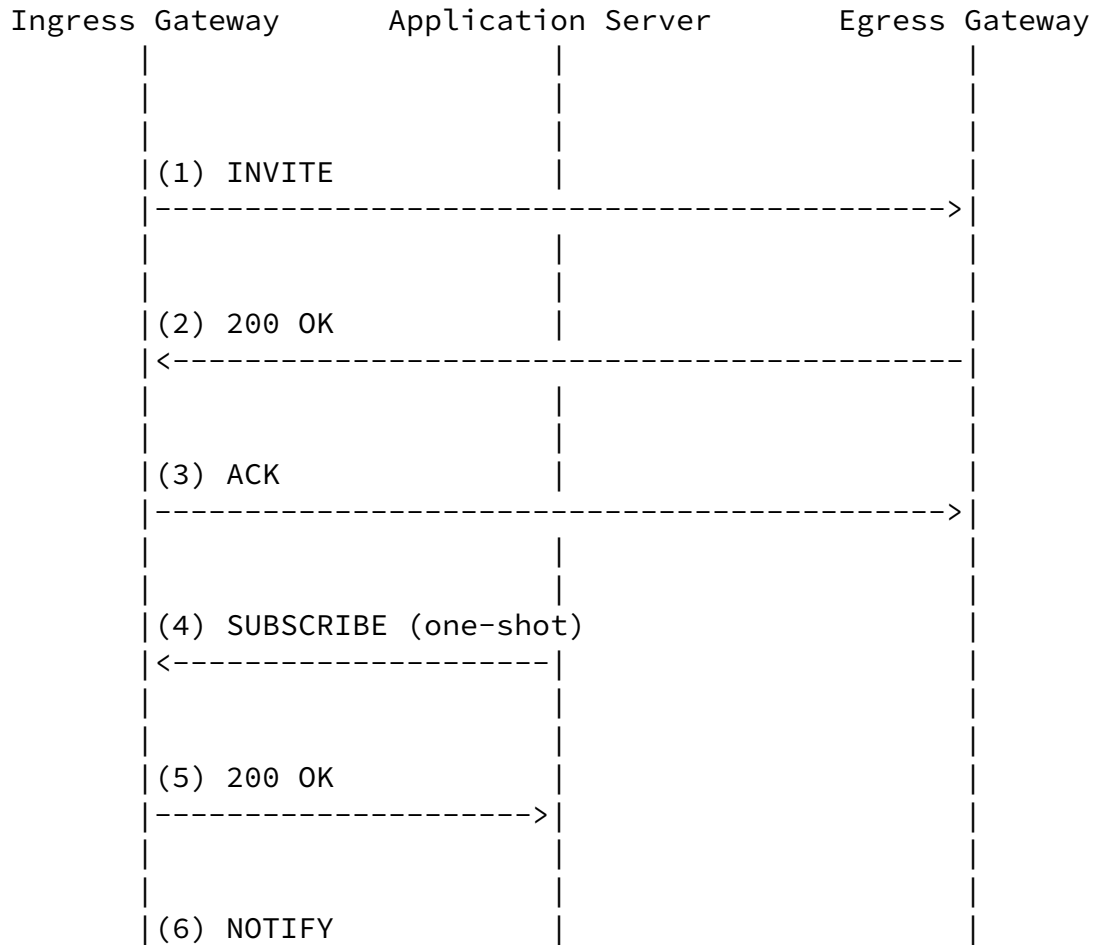 Ingress Gateway Application Server Egress Gateway
(1) INVITE
(2) 200 OK
(3) ACK
(4) SUBSCRIBE (one-shot)
(5) 200 OK
(6) NOTIFY